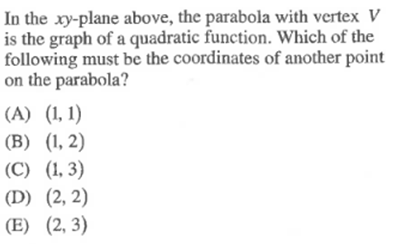 In the xy-plane above, the parabola with vertex V
is the graph of a quadratic function. Which of the
following must be the coordinates of another point
on the parabola?
(A) (1, 1)
(B) (1, 2)
(C) (1, 3)
(D) (2, 2)
(E) (2, 3)